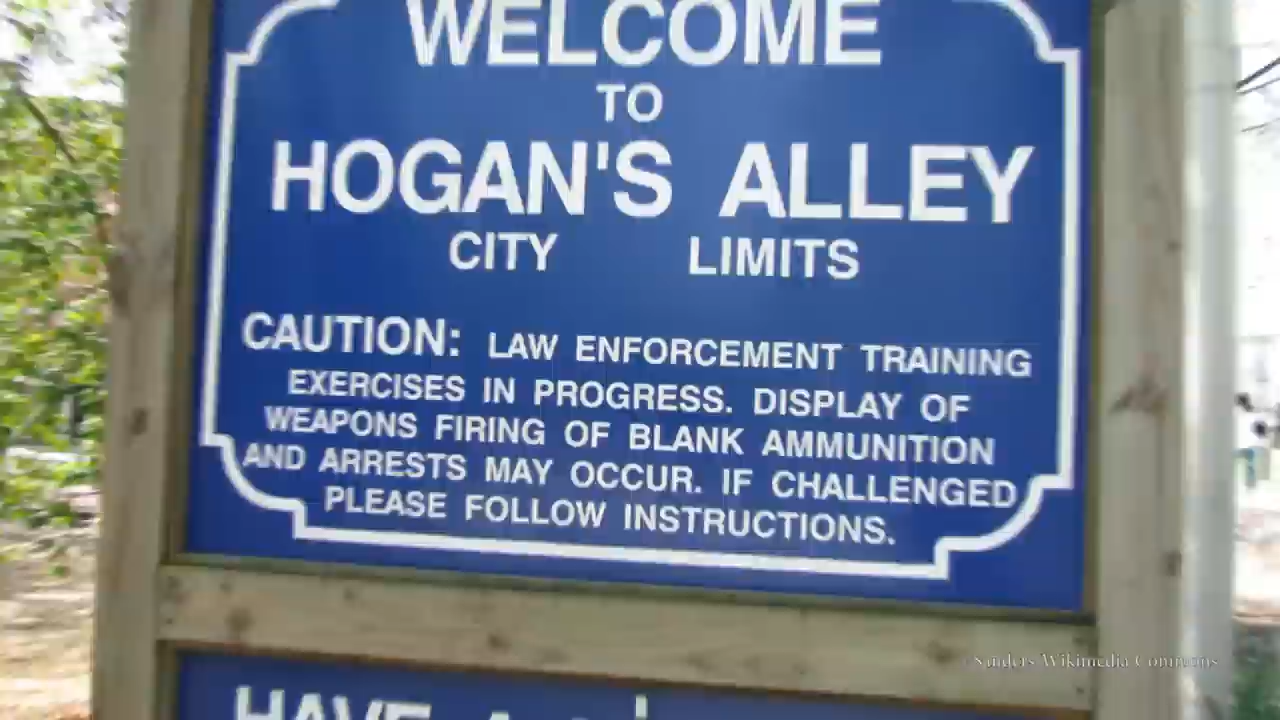 WELCOME
TO
HOGAN'S ALLEY
CITY LIMITS
CAUTION: LAW ENFORCEMENT TRAINING
EXERCISES IN PROGRESS. DISPLAY OF
WEAPONS FIRING OF BLANK AMMUNITION
AND ARRESTS MAY OCCUR. IF CHALLENGED
PLEASE FOLLOW INSTRUCTIONS.
Sanders Wikimedia Commons
HAVE A